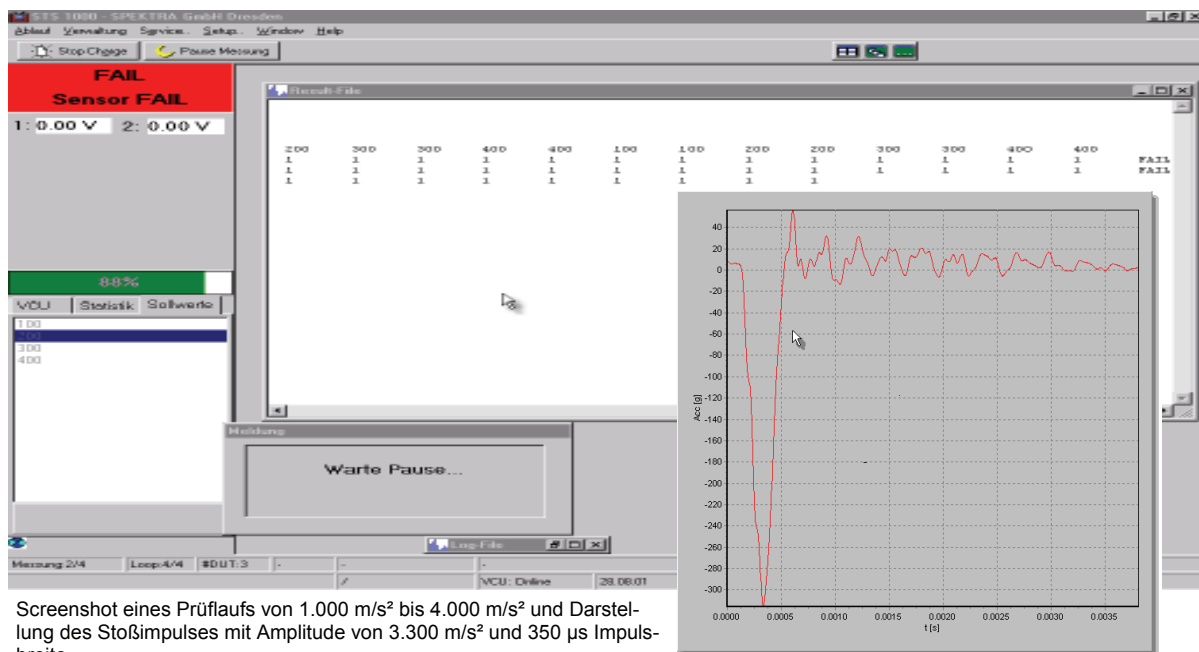 STS 1000 - SPEKTRA GmbH Dresden
Ablauf Verwaltung Service.. Setup.. Window Help
Stop Charge Pause Messung
FAIL
Sensor FAIL
1: 0.00 V 2: 0.00 V
88%
VCU Statistik Sollwerte
100
200
300
400
Result-File
200 300 300 400 400 100 100 200 200 300 300 400 400
1 1 1 1 1 1 1 1 1 1 1 1 1 FAIL
1 1 1 1 1 1 1 1 1 1 1 1 1 FAIL
1 1 1 1 1 1 1 1 1
Meldung
Warte Pause...
Log-File
Messung 2/4 Loop:4/4 #DUT:3 - - -
/ VCU: Online 28.08.01
40
20
0
-20
-40
-60
-80
-100
-120
-140
-160
-180
-200
-220
-240
-260
-280
-300
Acc [g]
0.0000 0.0005 0.0010 0.0015 0.0020 0.0025 0.0030 0.0035
t [s]
Screenshot eines Prüflaufs von 1.000 m/s² bis 4.000 m/s² und Darstel-
lung des Stoßimpulses mit Amplitude von 3.300 m/s² und 350 µs Impuls-